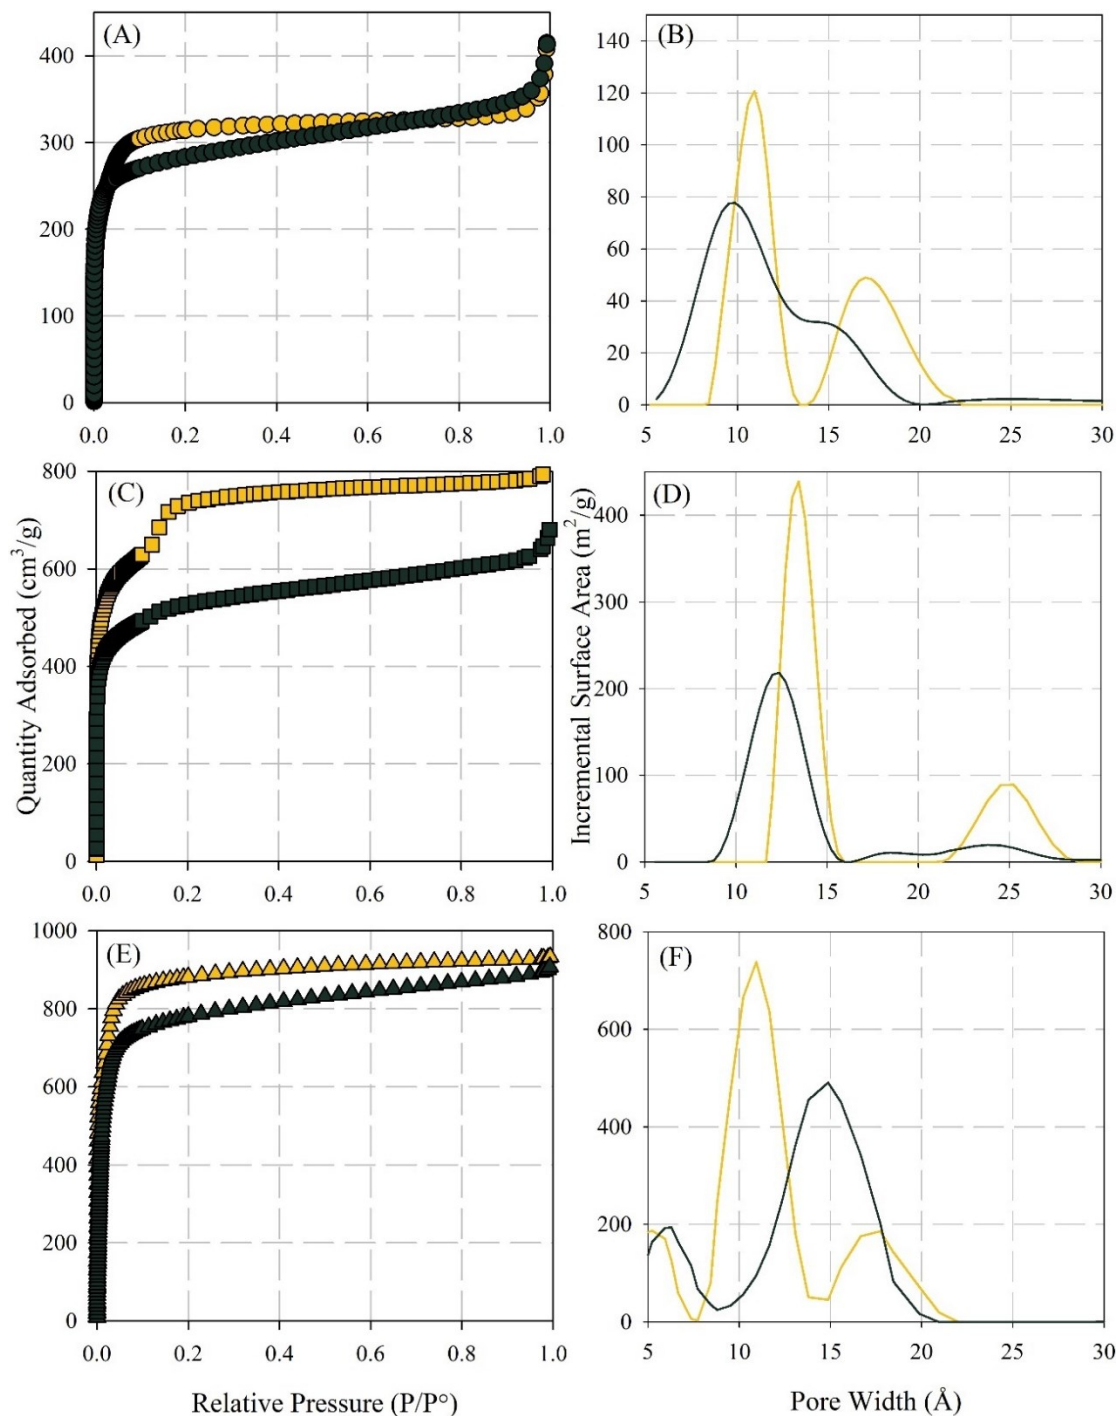 (A)
400
300
200
100
0
0.0 0.2 0.4 0.6 0.8 1.0
(B)
140
120
100
80
60
40
20
0
5 10 15 20 25 30
Quantity Adsorbed (cm³/g)
(C)
800
600
400
200
0
0.0 0.2 0.4 0.6 0.8 1.0
Incremental Surface Area (m²/g)
(D)
400
300
200
100
0
5 10 15 20 25 30
(E)
1000
800
600
400
200
0
0.0 0.2 0.4 0.6 0.8 1.0
Relative Pressure (P/P°)
(F)
800
600
400
200
0
5 10 15 20 25 30
Pore Width (Å)